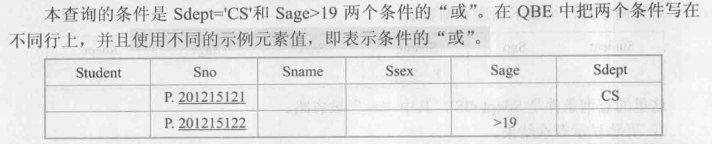 本查询的条件是 Sdept='CS'和 Sage>19 两个条件的“或”。在 QBE 中把两个条件写在
不同行上，并且使用不同的示例元素值，即表示条件的“或”。
Student Sno Sname Ssex Sage Sdept
P. 201215121 CS
P. 201215122 >19